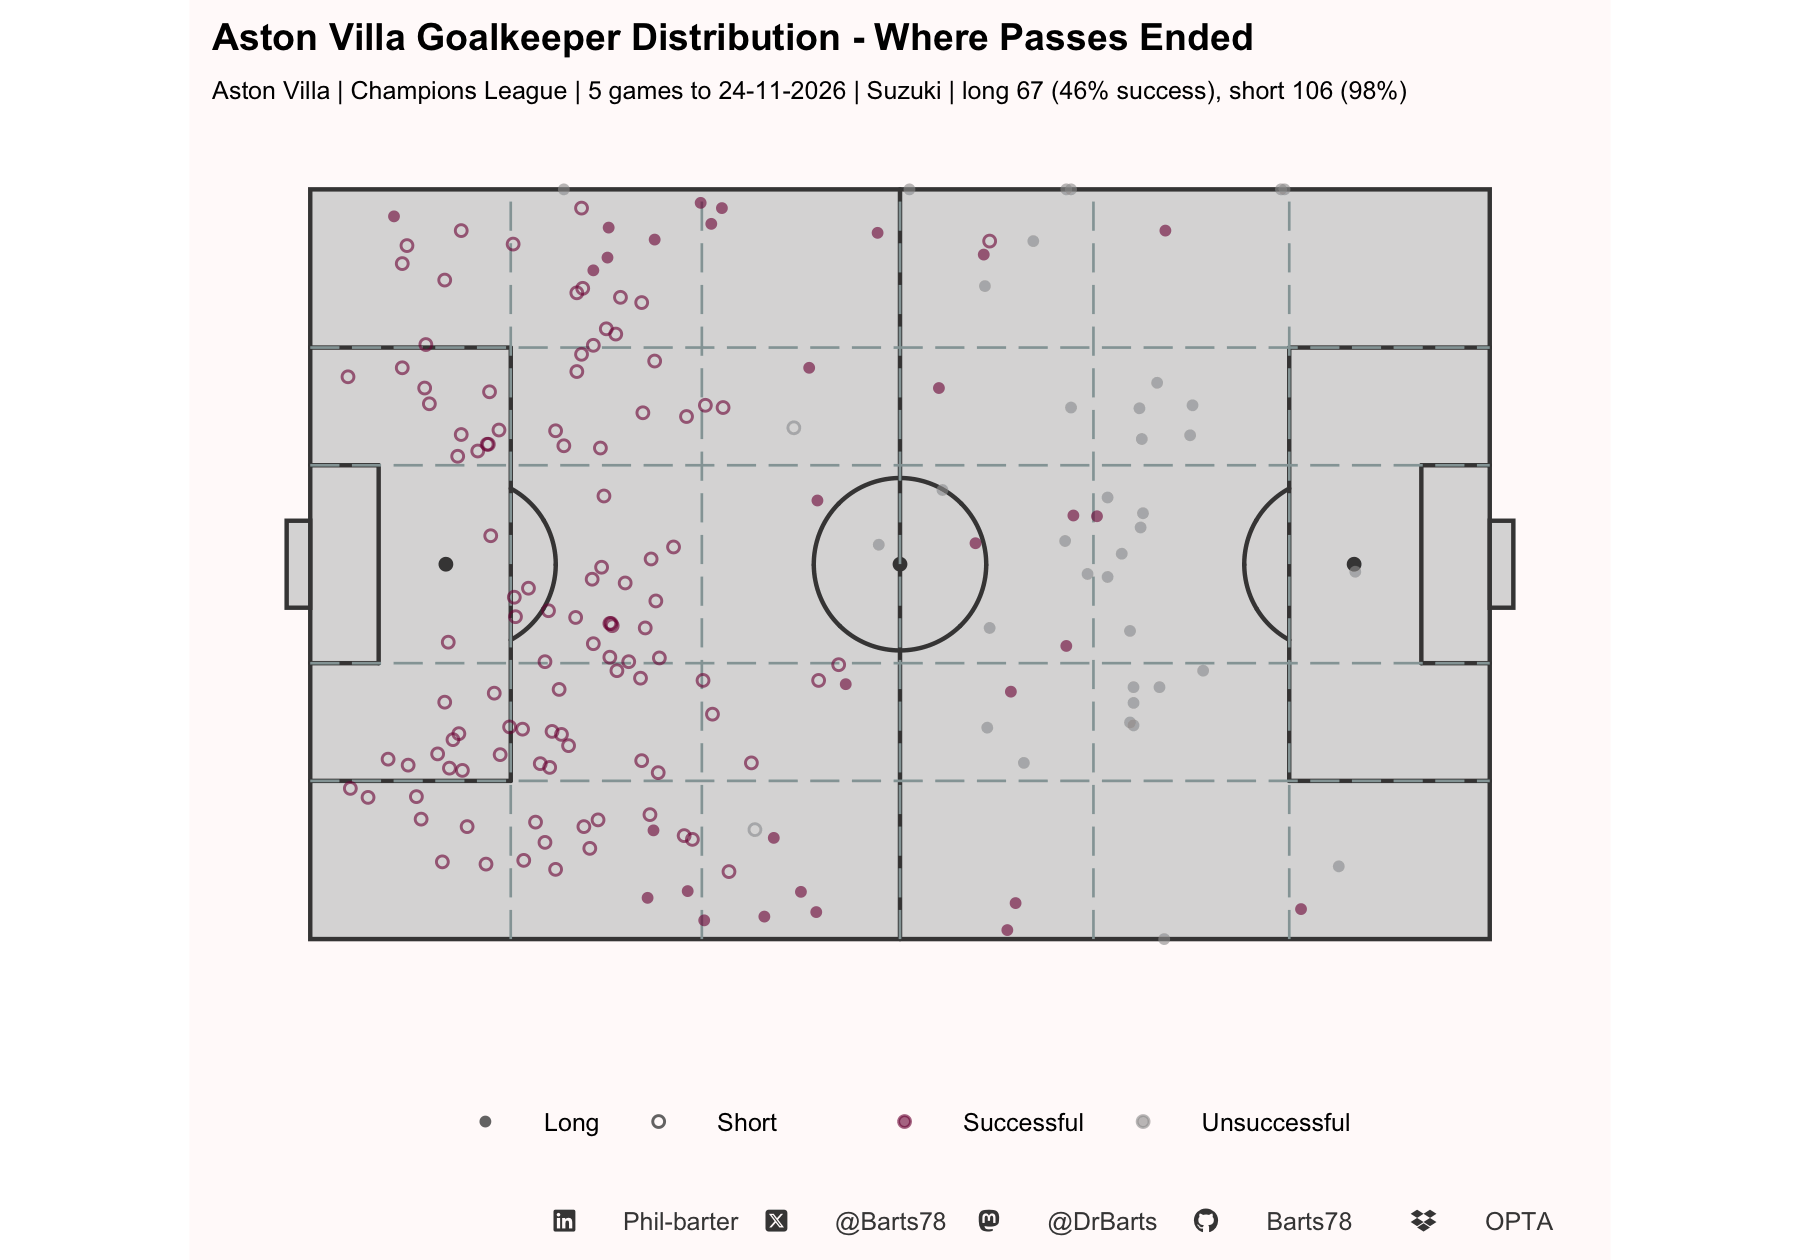 Aston Villa Goalkeeper Distribution - Where Passes Ended
Aston Villa | Champions League | 5 games to 24-11-2026 | Suzuki | long 67 (46% success), short 106 (98%)
Long Short Successful Unsuccessful
Phil-barter @Barts78 @DrBarts Barts78 OPTA